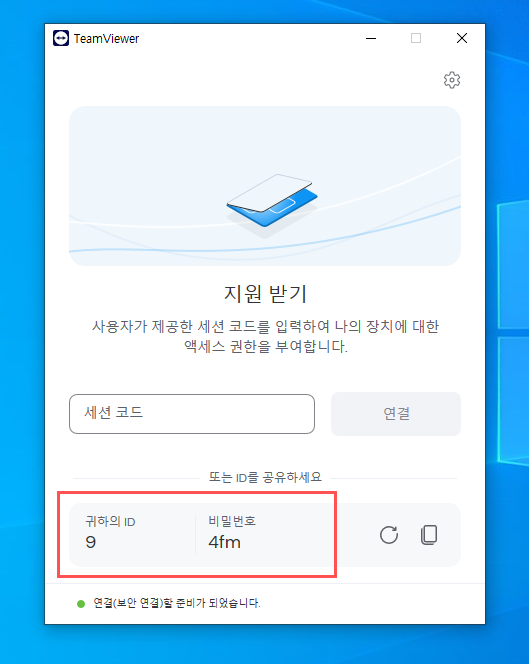 TeamViewer
지원 받기
사용자가 제공한 세션 코드를 입력하여 나의 장치에 대한
액세스 권한을 부여합니다.
세션 코드
연결
또는 ID를 공유하세요
귀하의 ID
비밀번호
9
4fm
연결(보안 연결)할 준비가 되었습니다.